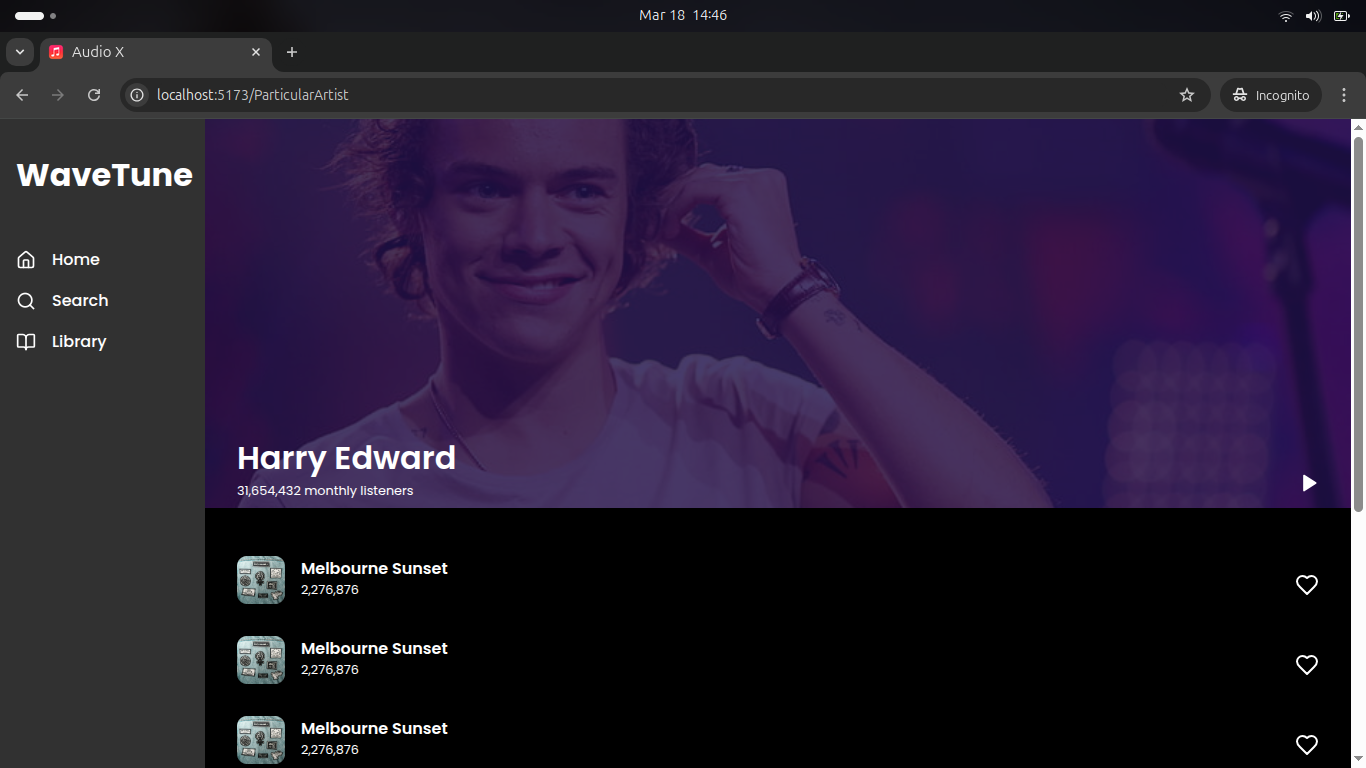 Mar 18 14:46
Audio X
localhost:5173/ParticularArtist
Incognito
WaveTune
Home
Search
Library
Harry Edward
31,654,432 monthly listeners
Melbourne Sunset
2,276,876
Melbourne Sunset
2,276,876
Melbourne Sunset
2,276,876